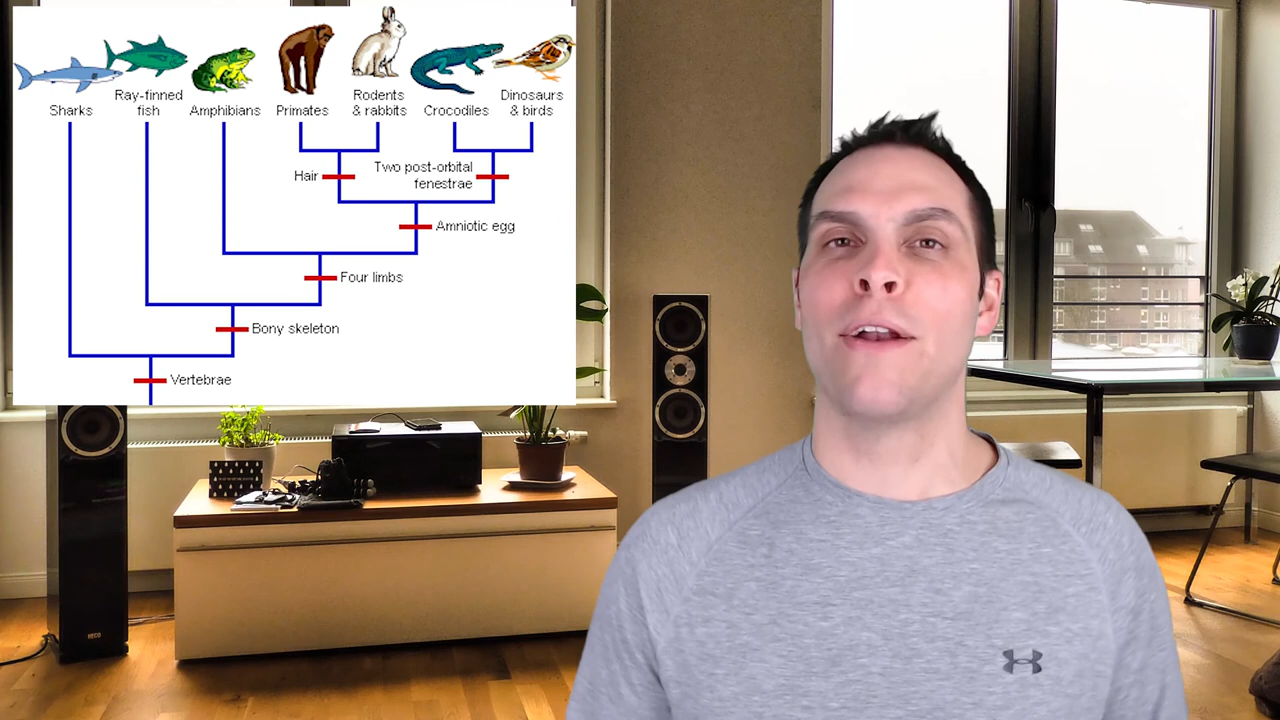 Sharks
Ray-finned
fish
Amphibians
Primates
Rodents
& rabbits
Crocodiles
Dinosaurs
& birds
Hair
Two post-orbital
fenestrae
Amniotic egg
Four limbs
Bony skeleton
Vertebrae
HECO